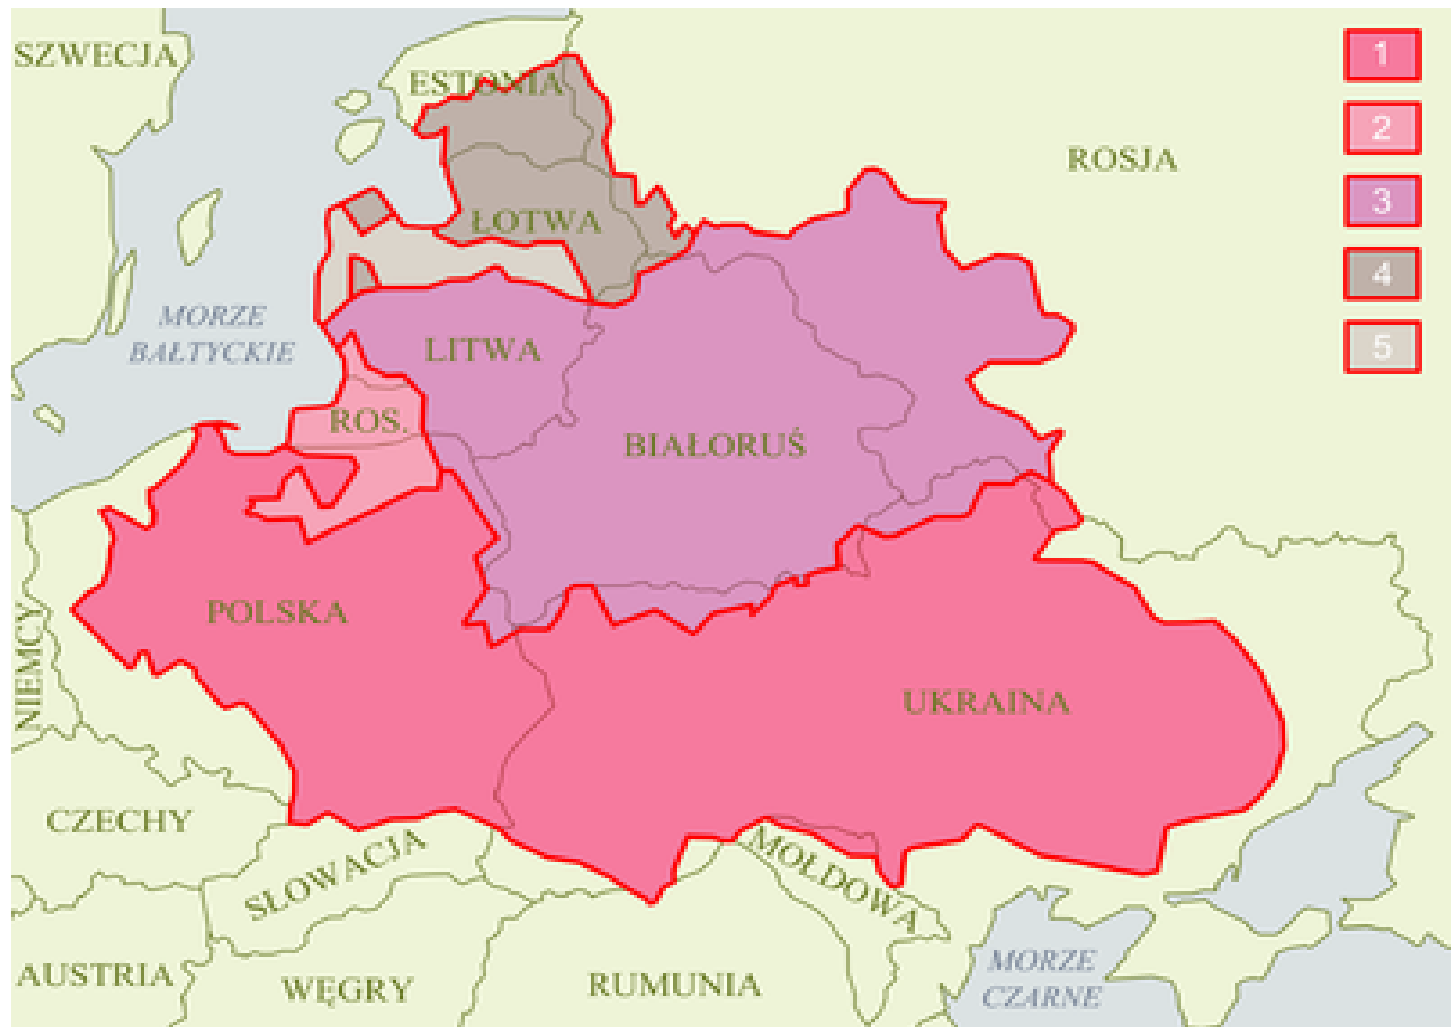 SZWECJA
ESTONIA
1
2
ROSJA
3
ŁOTWA
4
MORZE
BAŁTYCKIE
LITWA
5
ROS.
BIAŁORUŚ
POLSKA
NIEMCY
UKRAINA
CZECHY
SŁOWACJA
MOŁDOWA
AUSTRIA
WĘGRY
RUMUNIA
MORZE
CZARNE